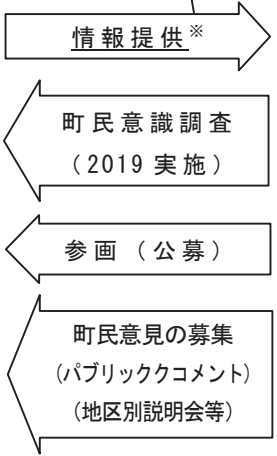 情報提供※
町民意識調査
（2019 実施）
参画（公募）
町民意見の募集
（パブリッククコメント）
（地区別説明会等）